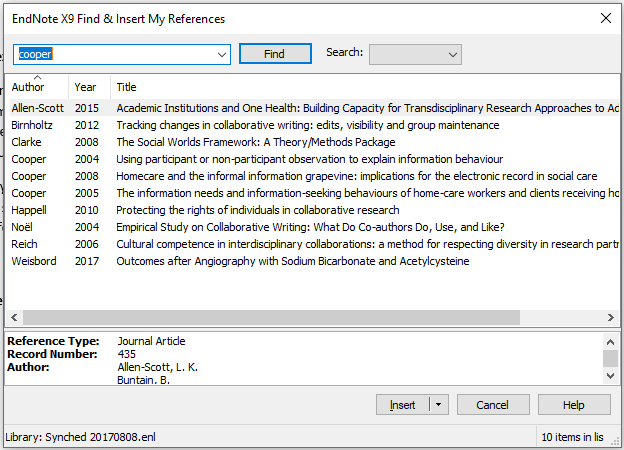 EndNote X9 Find & Insert My References
cooper Find Search:
Author Year Title
Allen-Scott 2015 Academic Institutions and One Health: Building Capacity for Transdisciplinary Research Approaches to Ad
Birnholtz 2012 Tracking changes in collaborative writing: edits, visibility and group maintenance
Clarke 2008 The Social Worlds Framework: A Theory/Methods Package
Cooper 2004 Using participant or non-participant observation to explain information behaviour
Cooper 2008 Homecare and the informal information grapevine: implications for the electronic record in social care
Cooper 2005 The information needs and information-seeking behaviours of home-care workers and clients receiving ho
Happell 2010 Protecting the rights of individuals in collaborative research
Noël 2004 Empirical Study on Collaborative Writing: What Do Co-authors Do, Use, and Like?
Reich 2006 Cultural competence in interdisciplinary collaborations: a method for respecting diversity in research part
Weisbord 2017 Outcomes after Angiography with Sodium Bicarbonate and Acetylcysteine
Reference Type: Journal Article
Record Number: 435
Author: Allen-Scott, L. K.
Buntain, B.
Insert Cancel Help
Library: Synched 20170808.enl 10 items in lis